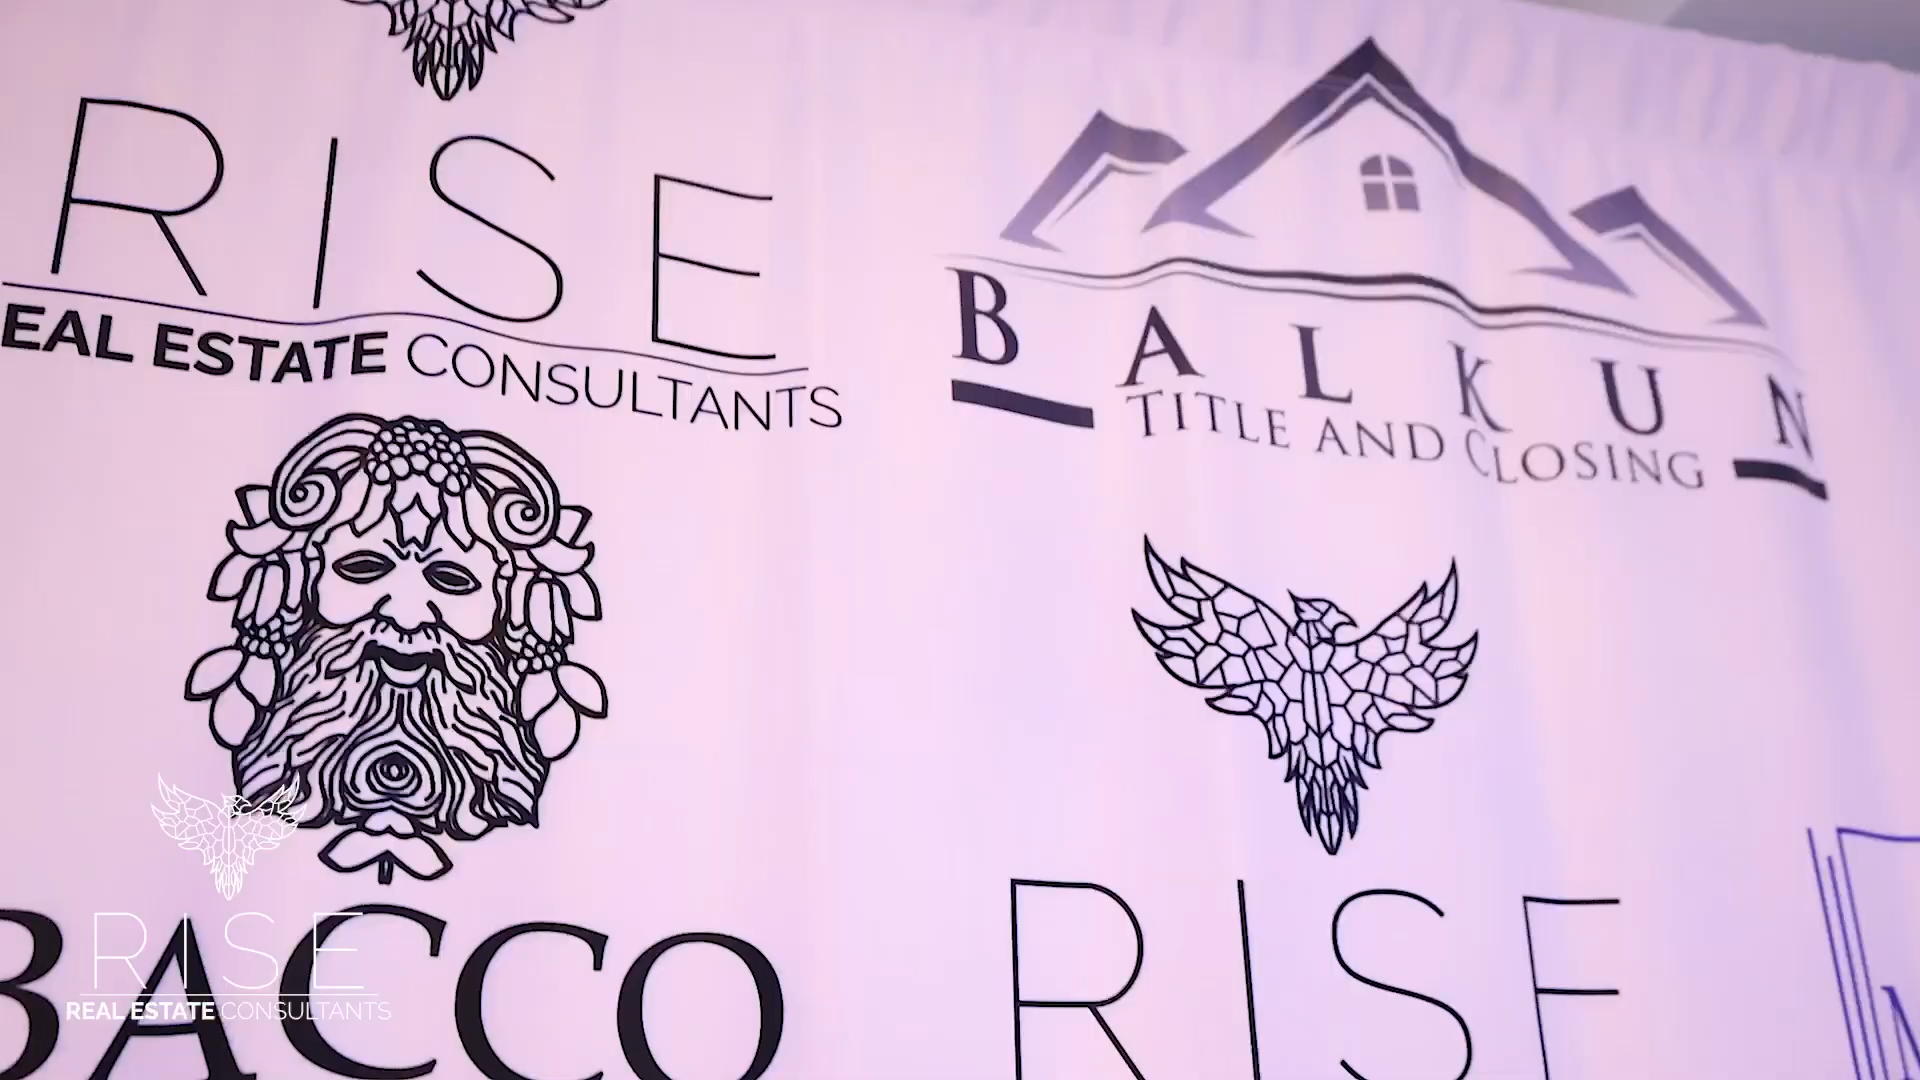 RISE
EAL ESTATE CONSULTANTS
BALKUN
TITLE AND CLOSING
BACCO
RISE
RISE
REAL ESTATE CONSULTANTS